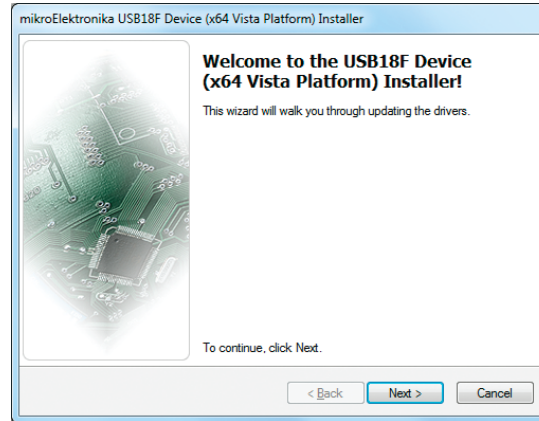 mikroElektronika USB18F Device (x64 Vista Platform) Installer
Welcome to the USB18F Device
(x64 Vista Platform) Installer!
This wizard will walk you through updating the drivers.
To continue, click Next.
< Back Next > Cancel